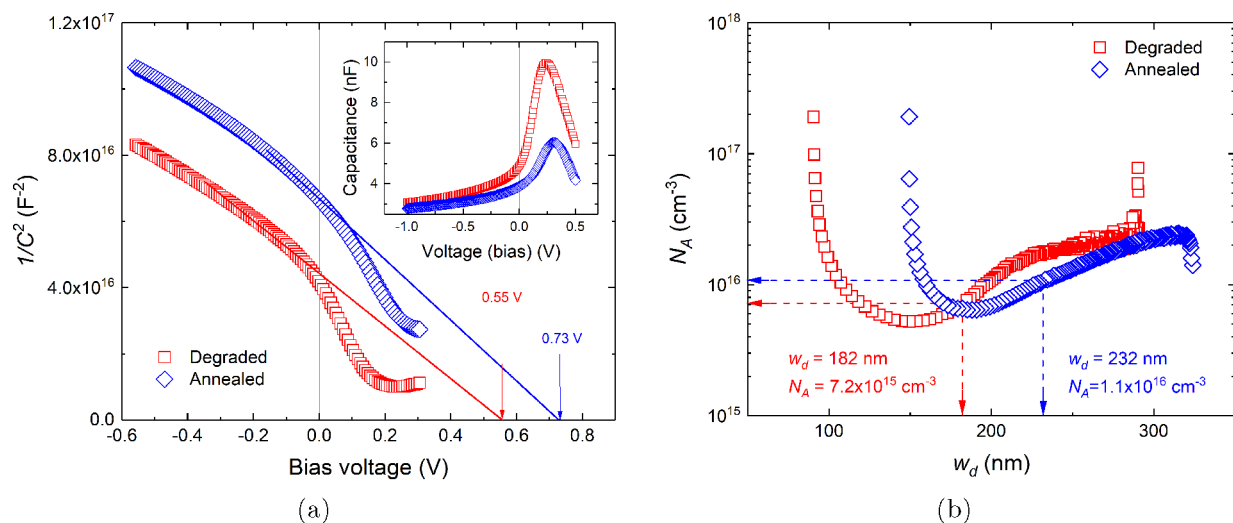 1.2x10^16
8.0x10^16
4.0x10^16
0.0
1/C^2 (F^-2)
-0.6 -0.4 -0.2 0.0 0.2 0.4 0.6 0.8
Bias voltage (V)
Degraded
Annealed
0.55 V
0.73 V
Capacitance (nF)
10
8
6
4
-1.0 -0.5 0.0 0.5
Voltage (bias) (V)
(a)
10^18
10^17
10^16
10^15
N_A (cm^-3)
Degraded
Annealed
w_d = 182 nm
N_A = 7.2x10^15 cm^-3
w_d = 232 nm
N_A=1.1x10^16 cm^-3
100 200 300
w_d (nm)
(b)